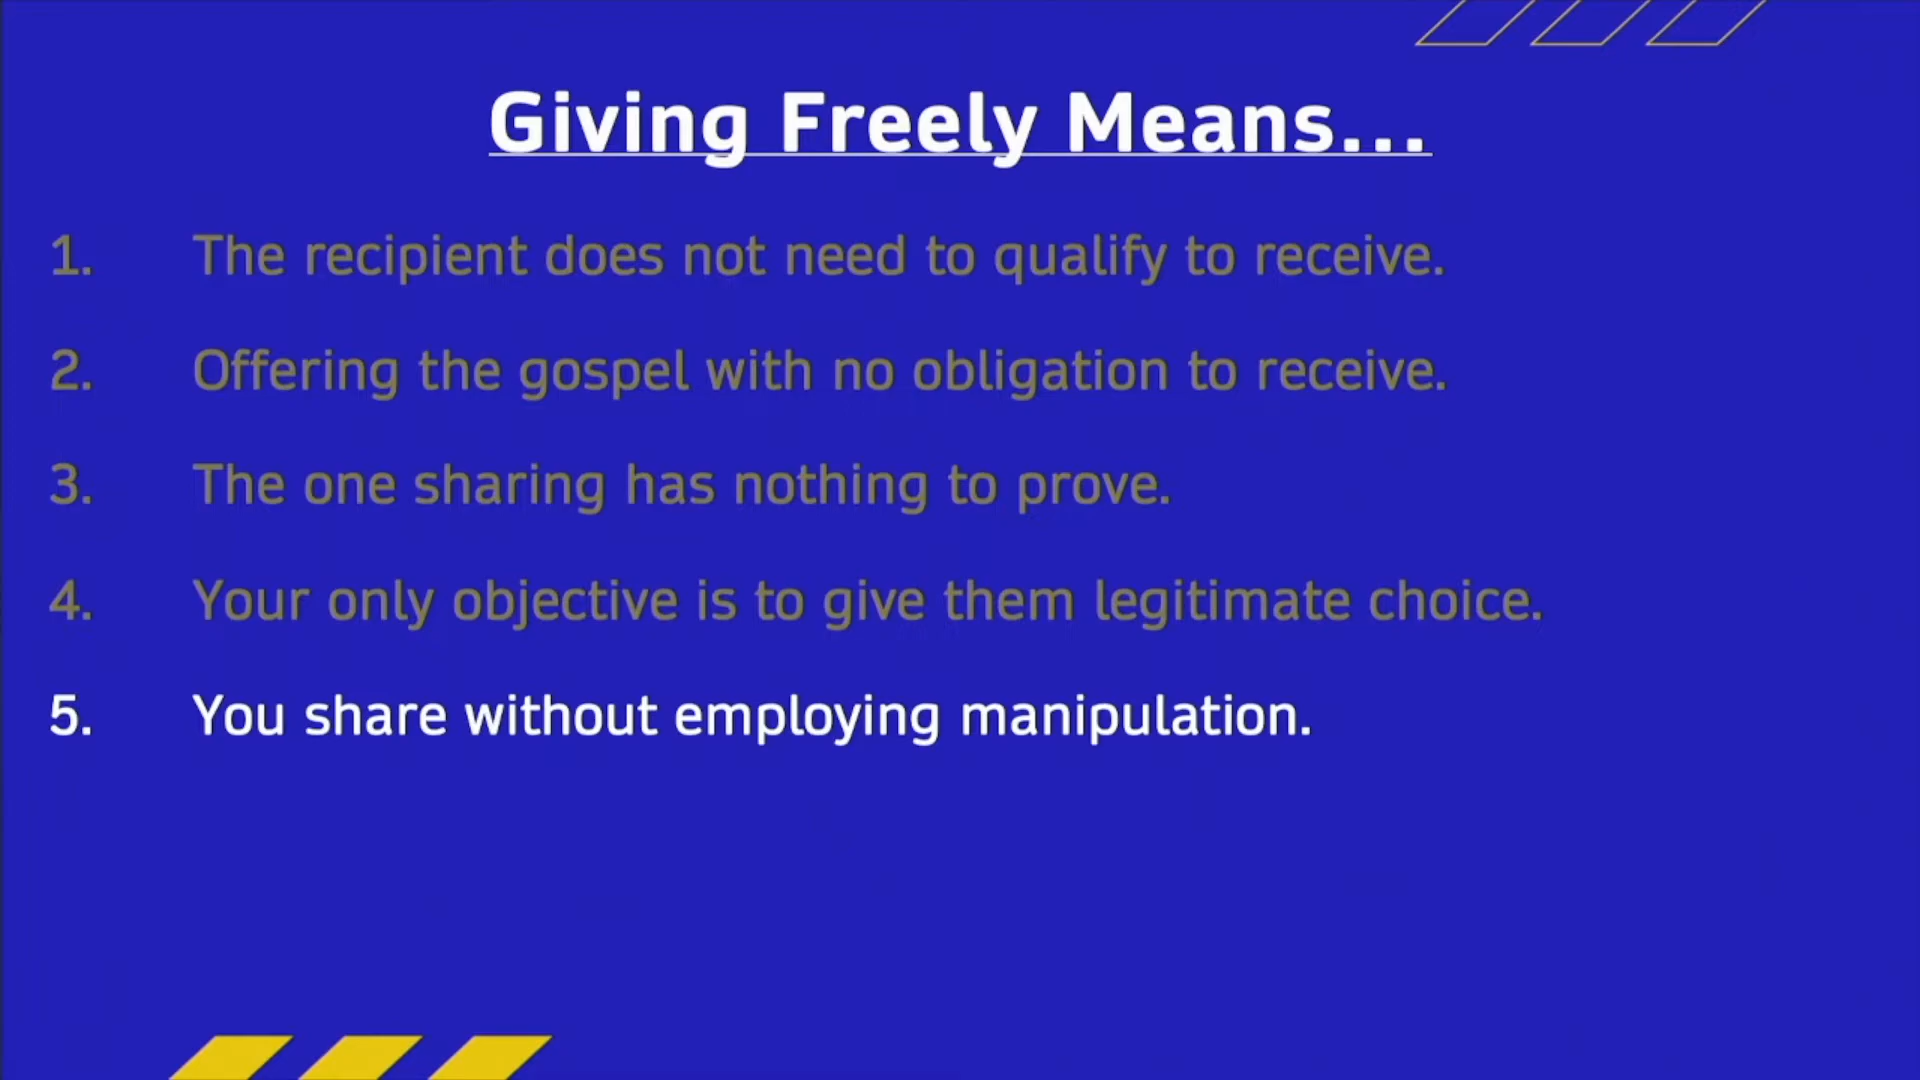 Giving Freely Means...
1. The recipient does not need to qualify to receive.
2. Offering the gospel with no obligation to receive.
3. The one sharing has nothing to prove.
4. Your only objective is to give them legitimate choice.
5. You share without employing manipulation.